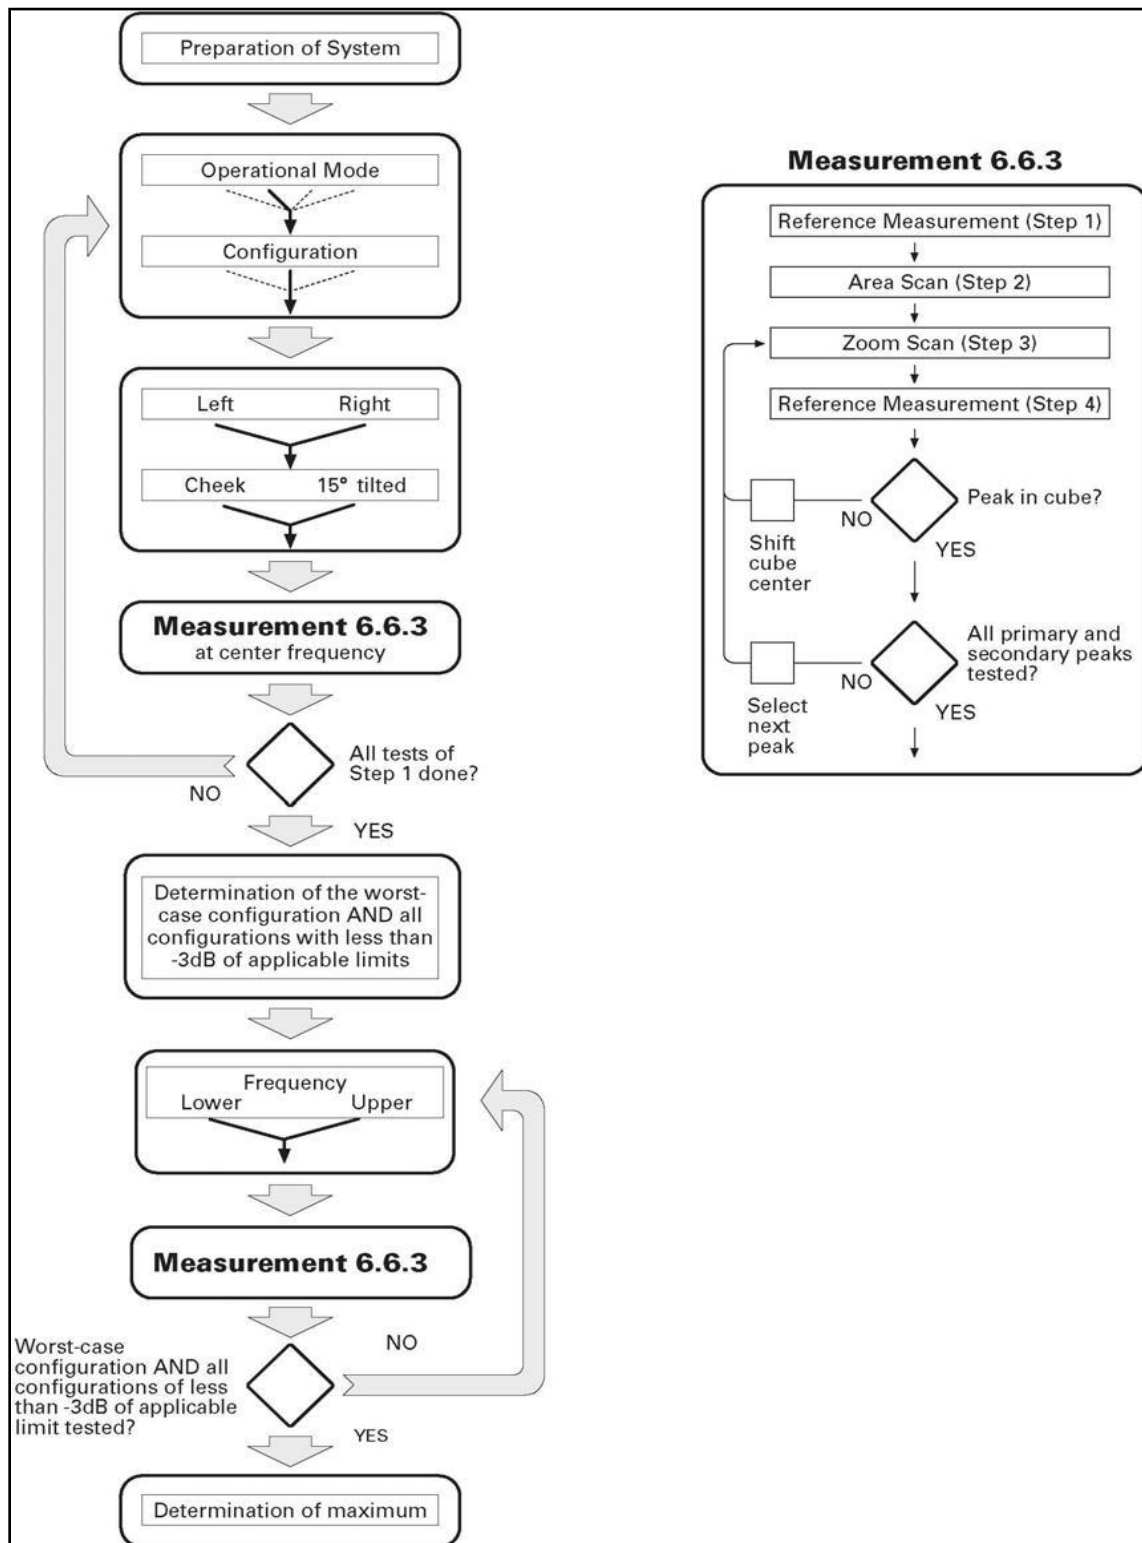 Preparation of System
Operational Mode
Configuration
Left Right
Cheek 15° tilted
Measurement 6.6.3
at center frequency
All tests of
Step 1 done?
NO
YES
Determination of the worst-
case configuration AND all
configurations with less than
-3dB of applicable limits
Frequency
Lower Upper
Measurement 6.6.3
NO
Worst-case
configuration AND all
configurations of less
than -3dB of applicable
limit tested?
YES
Determination of maximum
Measurement 6.6.3
Reference Measurement (Step 1)
Area Scan (Step 2)
Zoom Scan (Step 3)
Reference Measurement (Step 4)
Peak in cube?
NO
Shift
cube
center
YES
All primary and
secondary peaks
tested?
NO
Select
next
peak
YES